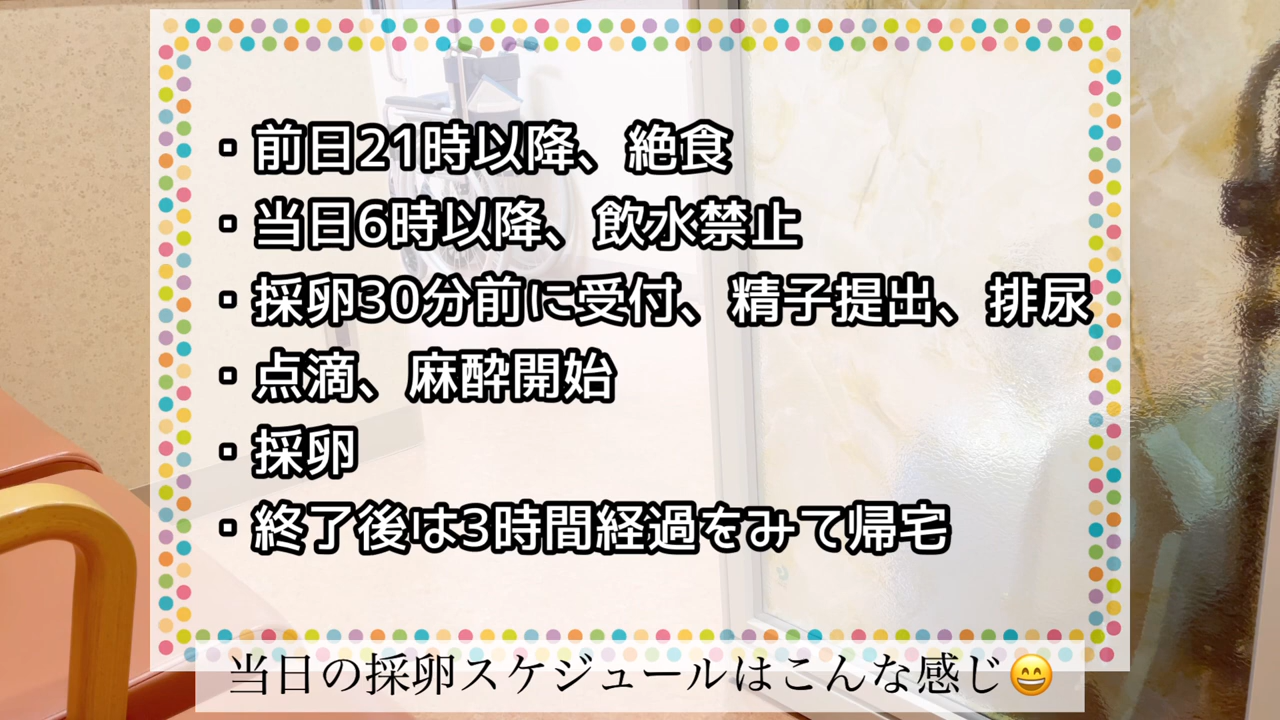 ・前日21時以降、絶食
・当日6時以降、飲水禁止
・採卵30分前に受付、精子提出、排尿
・点滴、麻酔開始
・採卵
・終了後は3時間経過をみて帰宅
当日の採卵スケジュールはこんな感じ😄